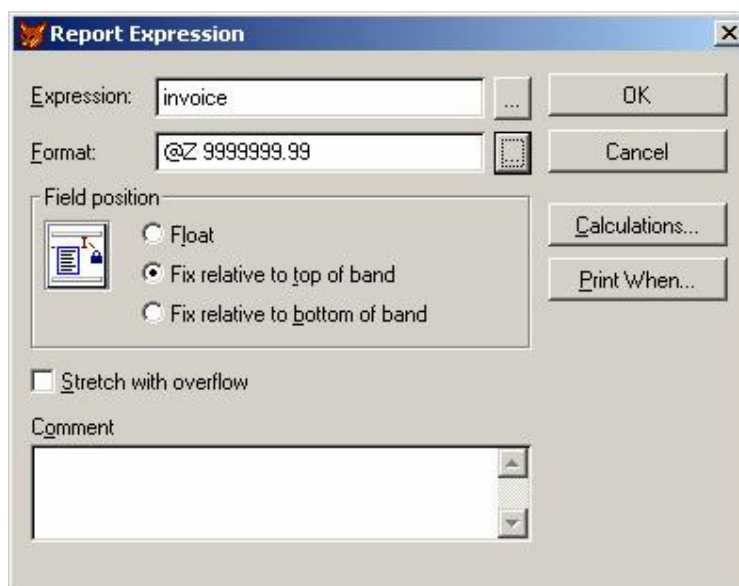 Report Expression
Expression: invoice ... OK
Format: @Z 9999999.99 ... Cancel
Field position
Float
Fix relative to top of band
Fix relative to bottom of band
Calculations...
Print When...
Stretch with overflow
Comment